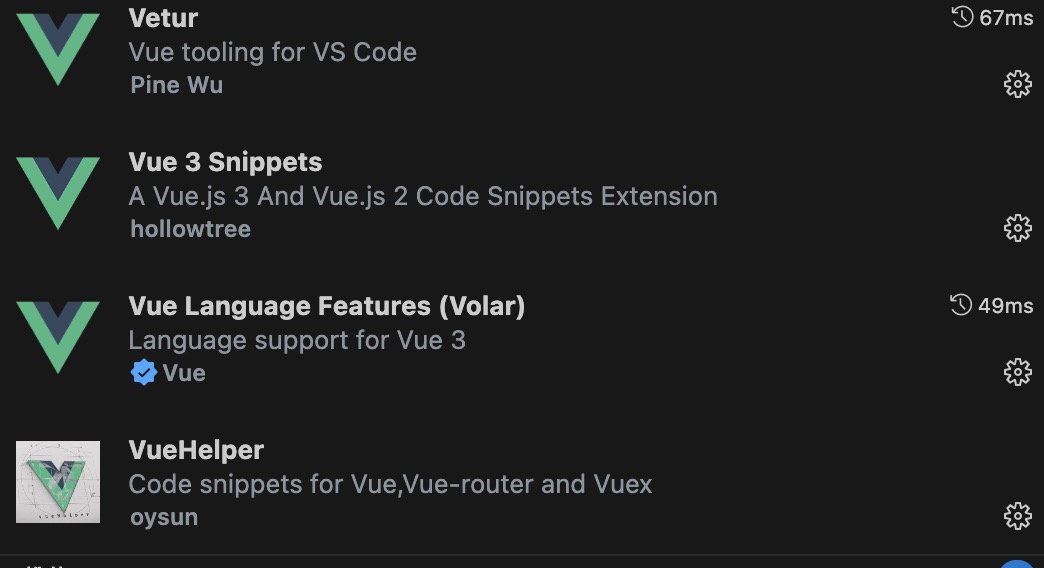 Vetur
67ms
Vue tooling for VS Code
Pine Wu
Vue 3 Snippets
A Vue.js 3 And Vue.js 2 Code Snippets Extension
hollowtree
Vue Language Features (Volar)
49ms
Language support for Vue 3
Vue
VueHelper
Code snippets for Vue,Vue-router and Vuex
oysun